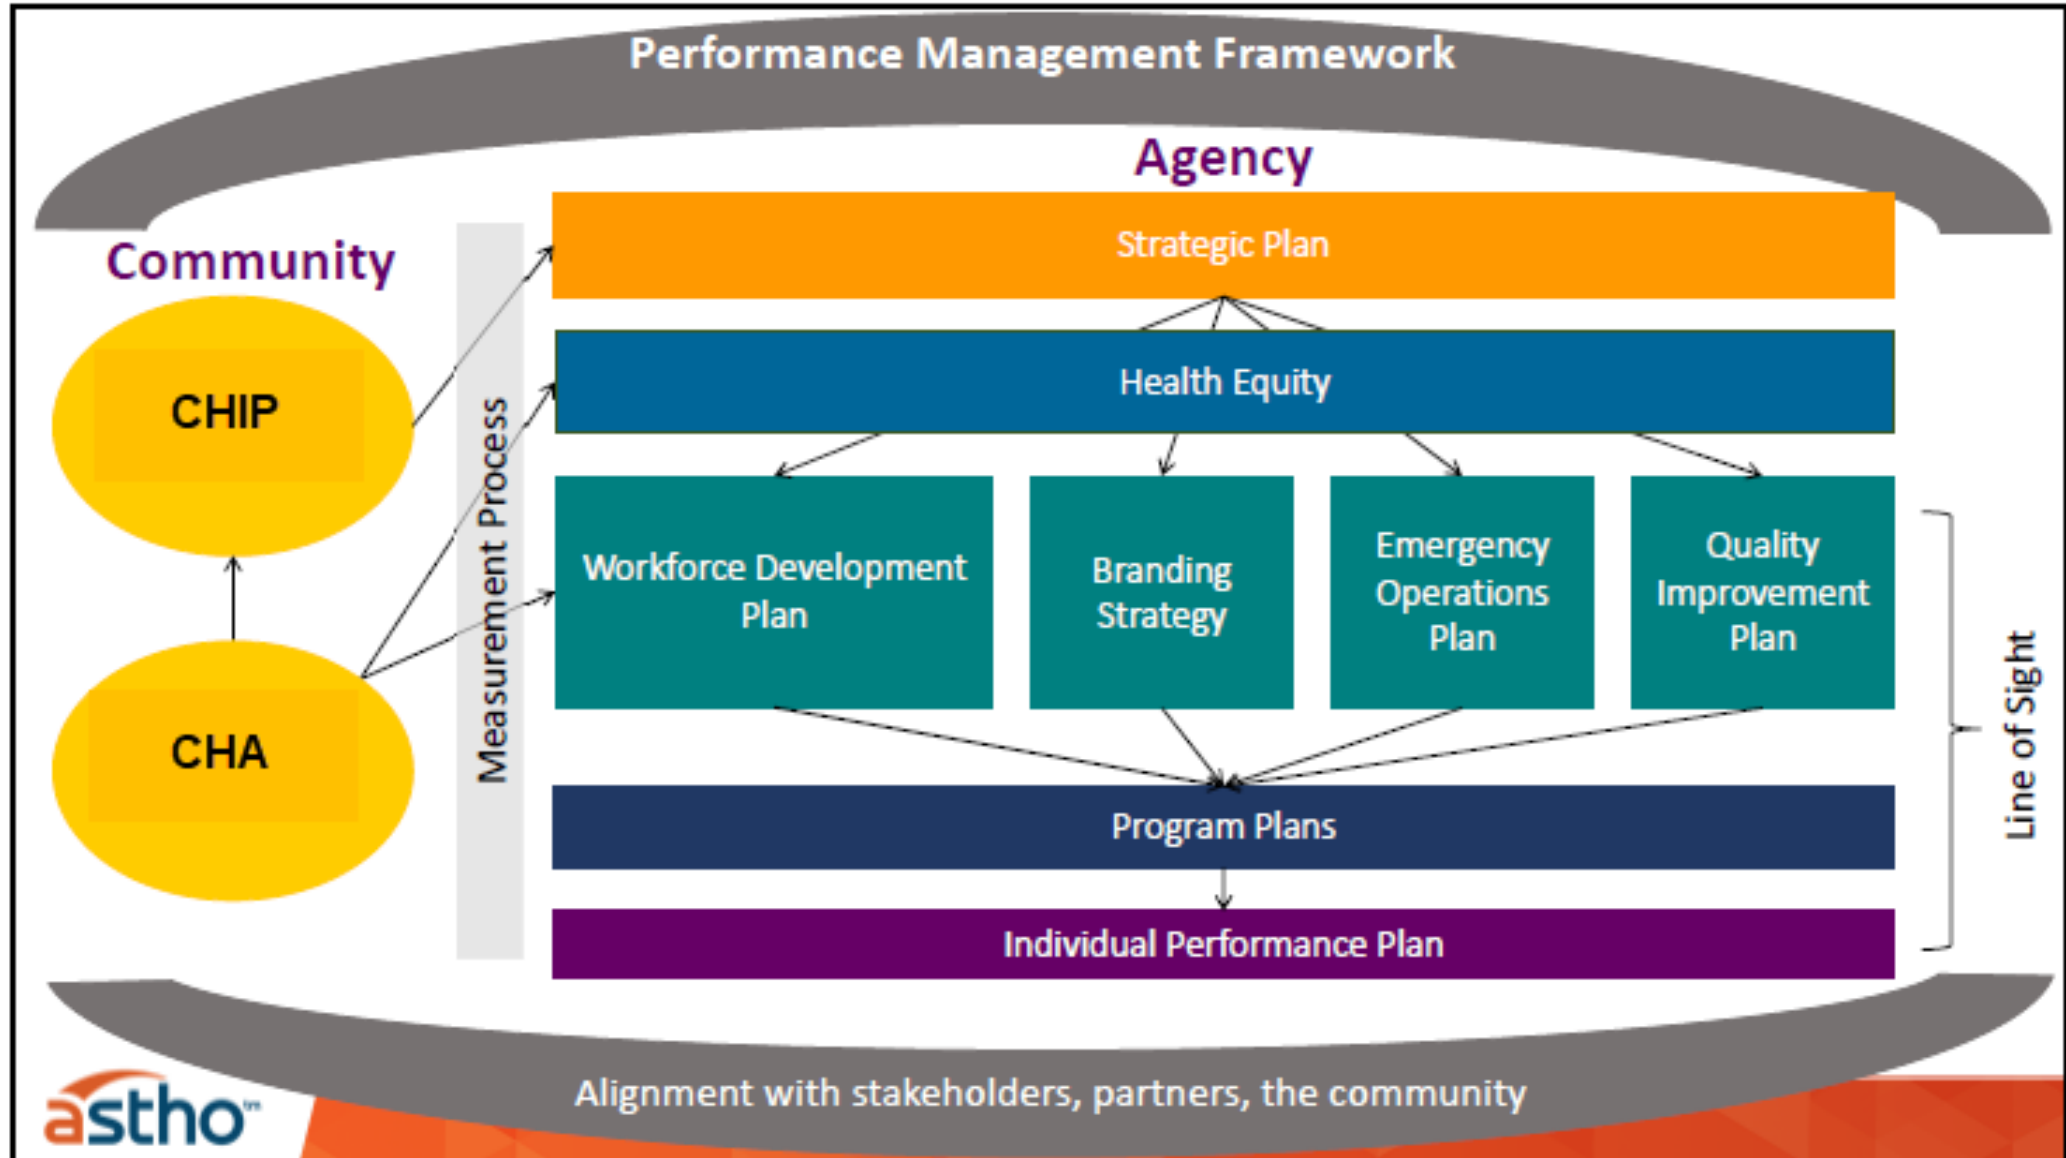 Performance Management Framework
Agency
Community
Strategic Plan
Health Equity
CHIP
CHA
Measurement Process
Workforce Development
Plan
Branding
Strategy
Emergency
Operations
Plan
Quality
Improvement
Plan
Line of Sight
Program Plans
Individual Performance Plan
Alignment with stakeholders, partners, the community
astho™